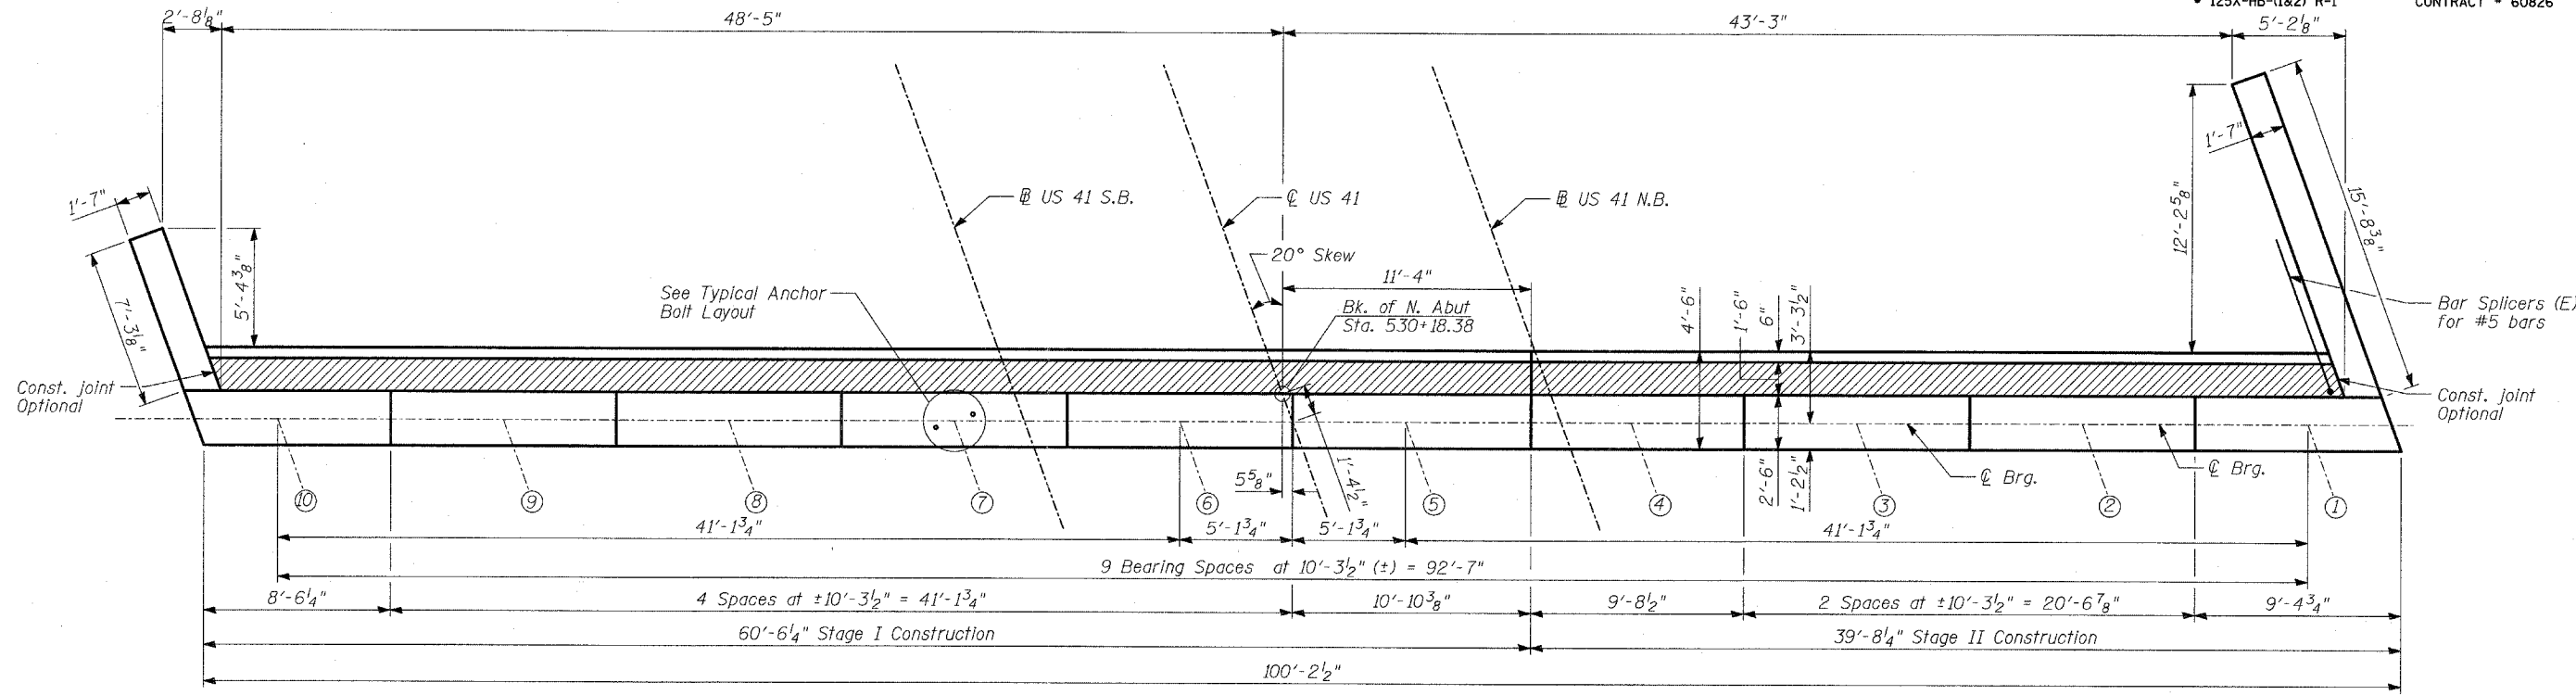 * 125X-HB-(1&2) R-1 CONTRACT # 60826
2'-8⅛" 48'-5" 43'-3" 5'-2⅛"
1'-7"
1'-7"
℄ US 41
US 41 S.B.
US 41 N.B.
15'-8⅜"
12'-2⅝"
5'-4⅜"
7'-3⅛"
20° Skew
11'-4"
See Typical Anchor
Bolt Layout
Bk. of N. Abut
Sta. 530+18.38
4'-6" 1'-6" 6" 3'-3½"
Bar Splicers (E)
for #5 bars
Const. joint
Optional
Const. joint
Optional
5⅝" 1'-4½" 2'-6" 1'-2½"
℄ Brg. ℄ Brg.
10 9 8 7 6 5 4 3 2 1
41'-1¾" 5'-1¾" 5'-1¾" 41'-1¾"
9 Bearing Spaces at 10'-3½" (±) = 92'-7"
8'-6¼" 4 Spaces at ±10'-3½" = 41'-1¾" 10'-10⅜" 9'-8½" 2 Spaces at ±10'-3½" = 20'-6⅞" 9'-4¾"
60'-6¼" Stage I Construction 39'-8¼" Stage II Construction
100'-2½"